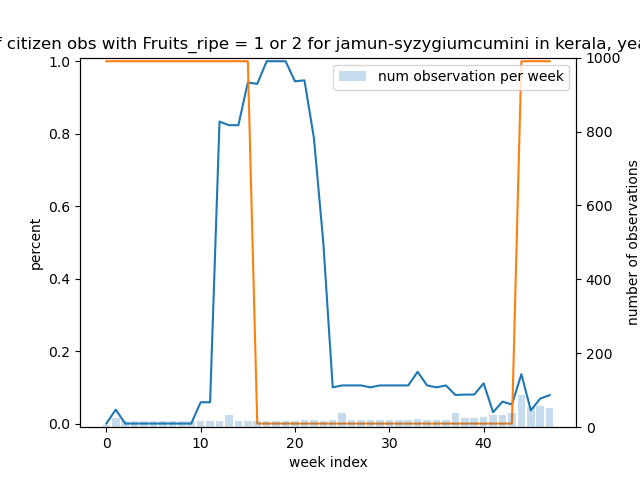 citizen obs with Fruits_ripe = 1 or 2 for jamun-syzygiumcumini in kerala,
num observation per week
1.0
0.8
0.6
0.4
0.2
0.0
percent
1000
800
600
400
200
0
number of observations
0 10 20 30 40
week index